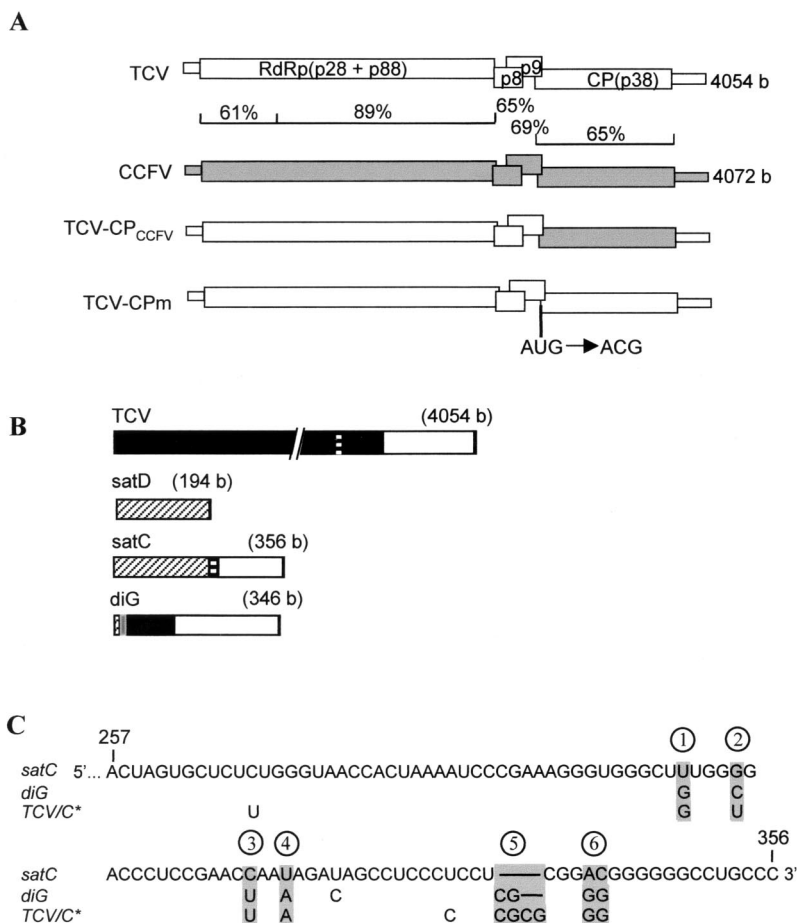 A
TCV RdRp(p28 + p88) p8 p9 CP(p38) 4054 b
61% 89% 65% 69% 65%
CCFV 4072 b
TCV-CPCCFV
TCV-CPm
AUG ACG
B
TCV (4054 b)
satD (194 b)
satC (356 b)
diG (346 b)
C
257 1 2
satC 5'... ACUAGUGCUCUCUGGGUAACCACUAAAAUCCCGAAAGGGUGGGCUUUGGGG
diG G C
TCV/C* U G U
3 4 5 6 356
satC ACCCUCCGAACCAAUAGAUAGCCUCCCUCCU — CGGACGGGGGGCCUGCCC 3'
diG U A C CG— GG
TCV/C* U A C CGCG GG